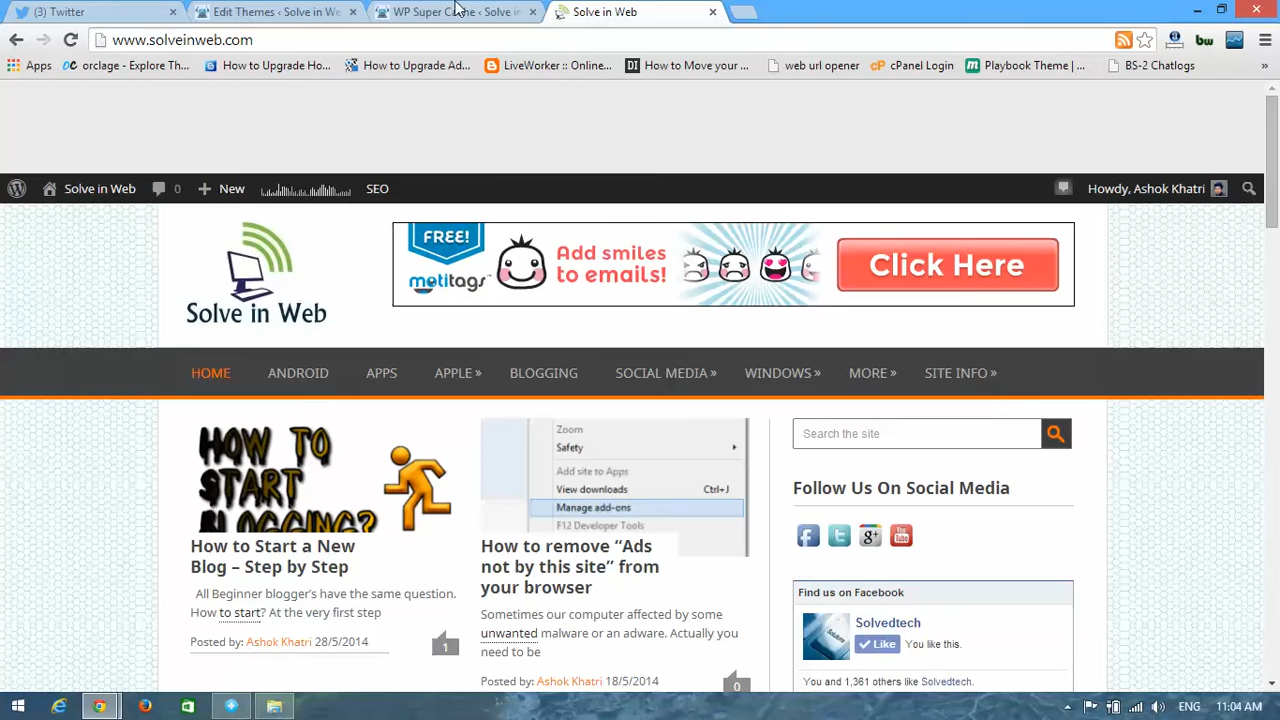 (3) Twitter
Edit Themes ‹ Solve in We
WP Super C
me ‹ Solve in
Solve in Web
www.solveinweb.com
Apps
orclage - Explore Th...
How to Upgrade Ho...
How to Upgrade Ad...
LiveWorker :: Online...
How to Move your ...
web url opener
cPanel Login
Playbook Theme | ...
BS-2 Chatlogs
»
Solve in Web
0
New
SEO
Howdy, Ashok Khatri
Solve in Web
FREE!
motitags™
Add smiles
to emails!
Click Here
HOME
ANDROID
APPS
APPLE »
BLOGGING
SOCIAL MEDIA »
WINDOWS »
MORE »
SITE INFO »
HOW TO
START
BLOGGING?
How to Start a New
Blog – Step by Step
All Beginner blogger's have the same question.
How to start? At the very first step
Posted by: Ashok Khatri 28/5/2014
1
Zoom
Safety
Add site to Apps
View downloads Ctrl+J
Manage add-ons
F12 Developer Tools
How to remove “Ads
not by this site” from
your browser
Sometimes our computer affected by some
unwanted malware or an adware. Actually you
need to be
Posted by: Ashok Khatri 18/5/2014
0
Search the site
Follow Us On Social Media
Find us on Facebook
Solvedtech
Like You like this.
You and 1,361 others like Solvedtech.
ENG
11:04 AM